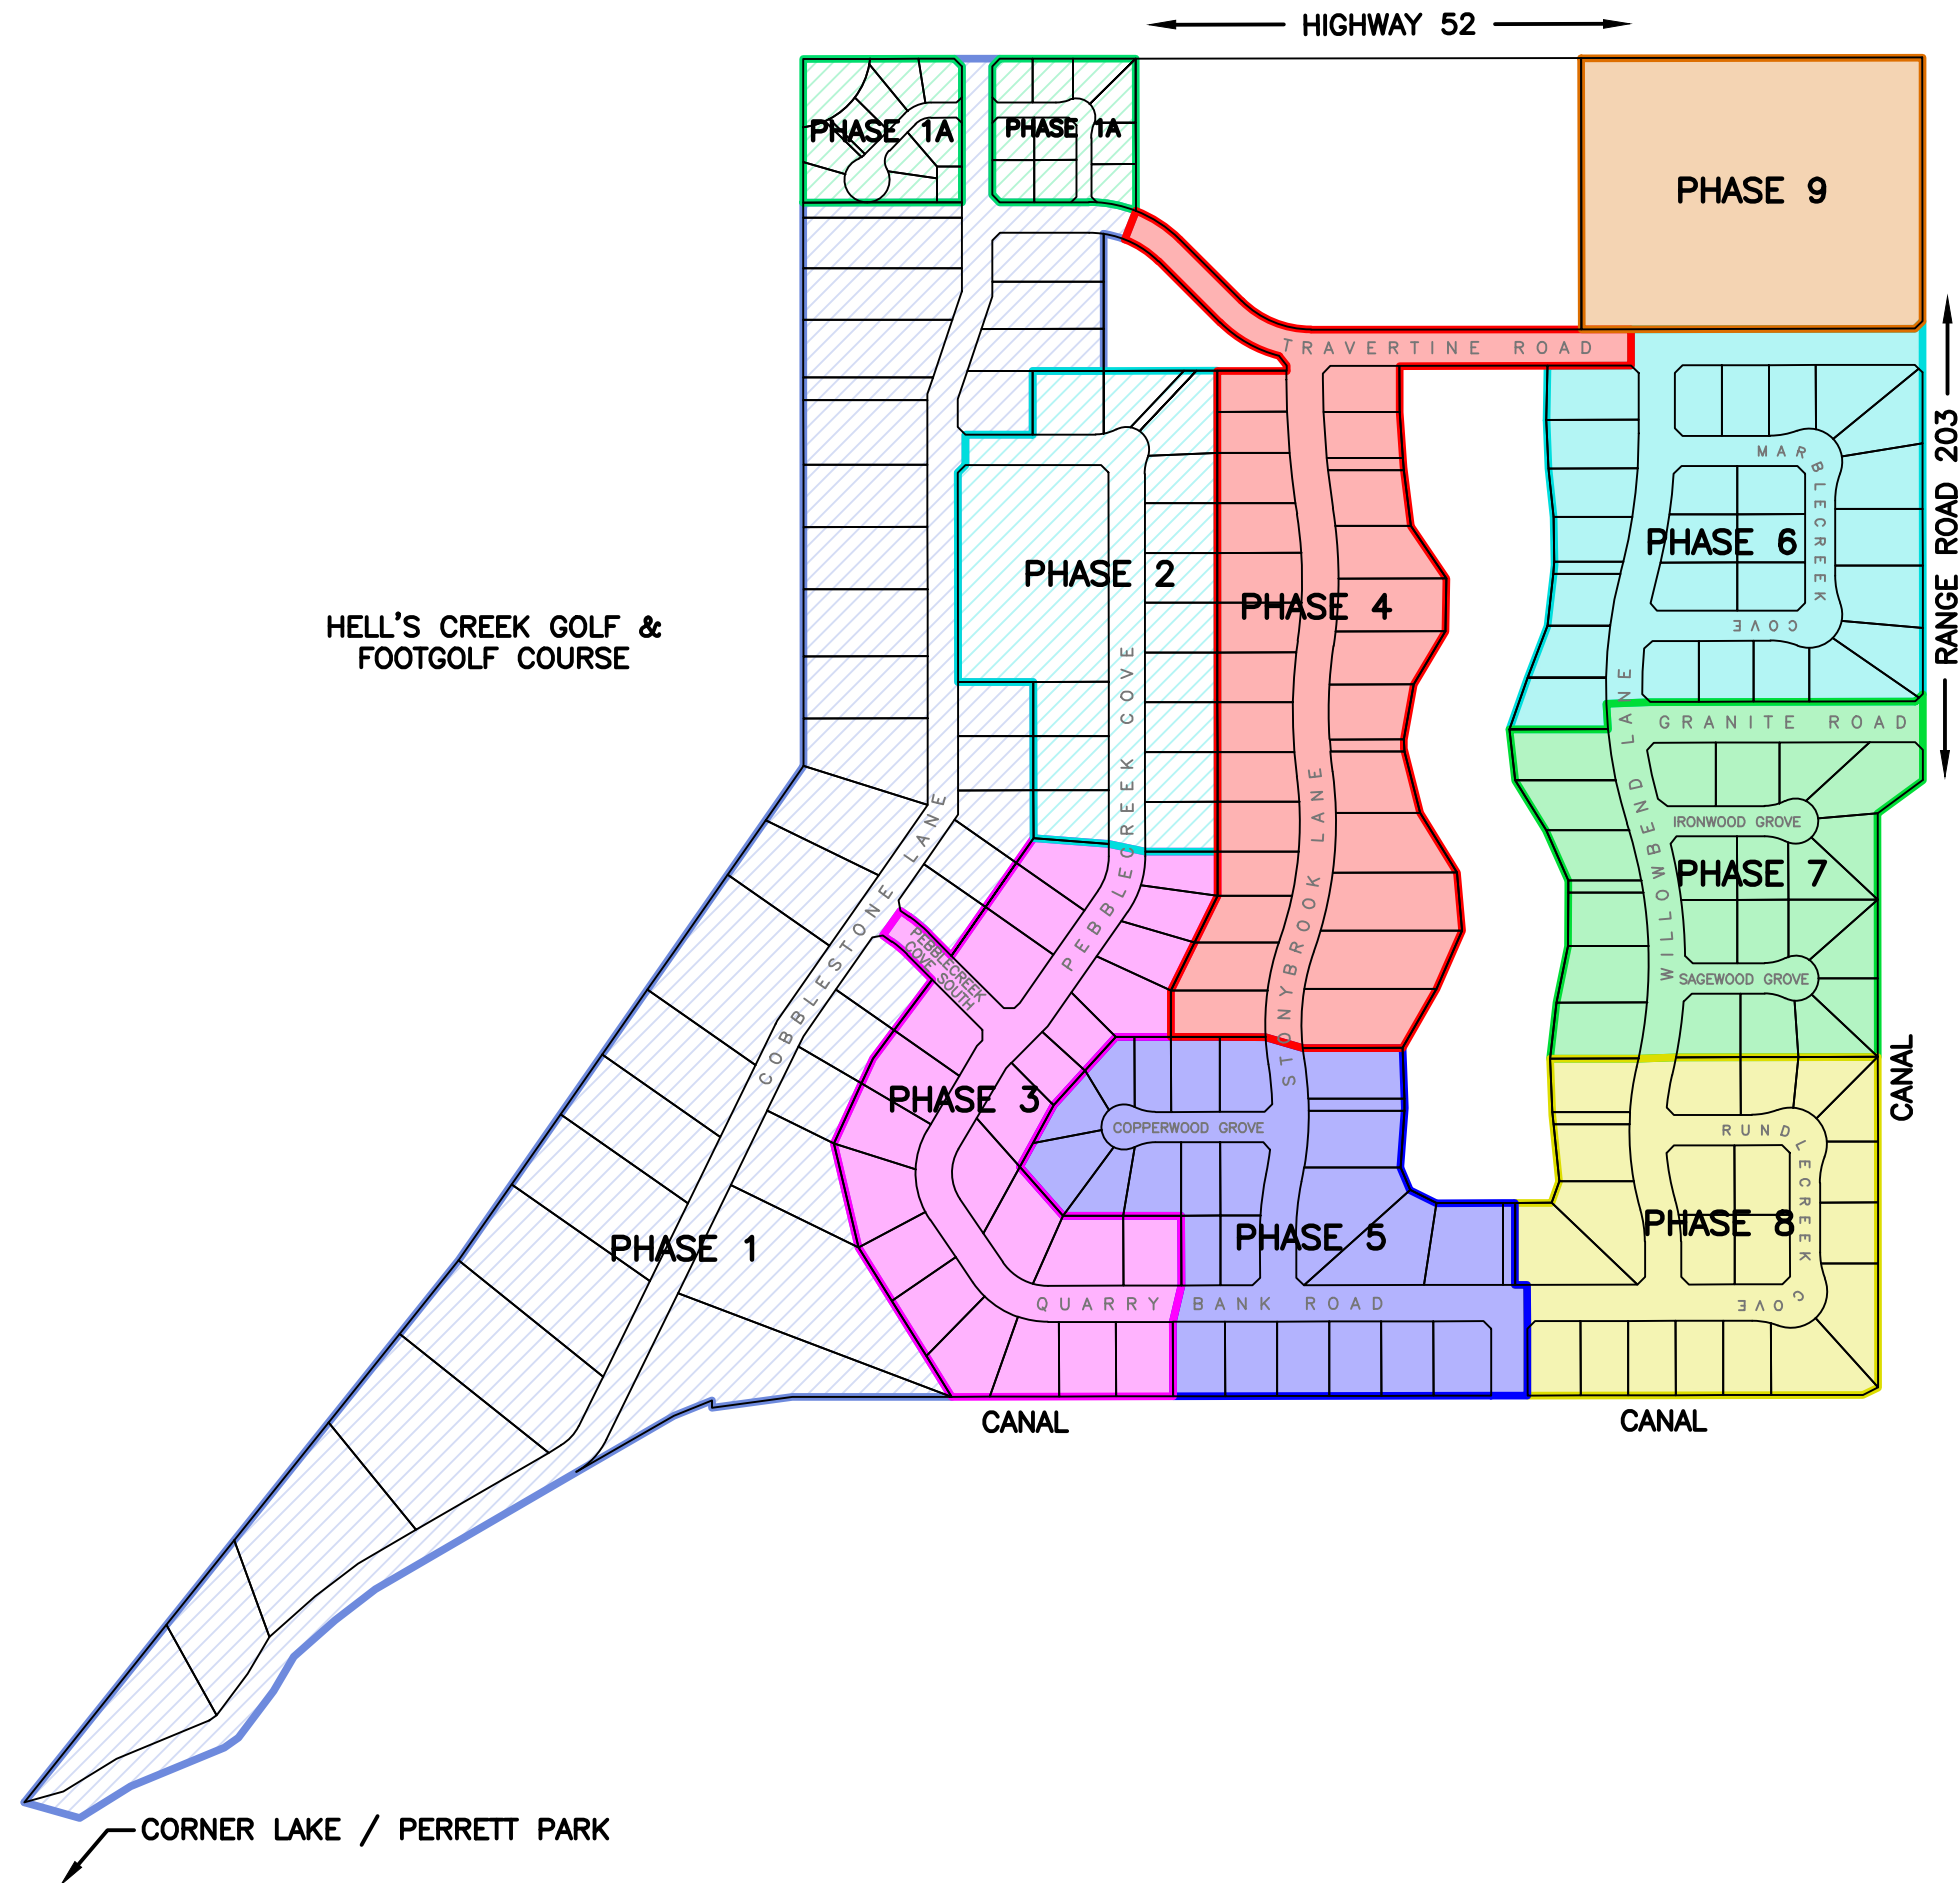 HIGHWAY 52
PHASE 1A
PHASE 1A
PHASE 9
TRAVERTINE ROAD
RANGE ROAD 203
MARBLECREEK COVE
PHASE 6
PHASE 2
PHASE 4
HELL'S CREEK GOLF &
FOOTGOLF COURSE
PEBBLECREEK COVE
GRANITE ROAD
WILLOWBEND LANE
IRONWOOD GROVE
PHASE 7
COBBLESTONE LANE
STONYBROOK LANE
PEBBLECREEK
COVE SOUTH
SAGEWOOD GROVE
CANAL
PHASE 3
COPPERWOOD GROVE
RUNDLECREEK COVE
PHASE 8
PHASE 5
PHASE 1
QUARRY BANK ROAD
CANAL
CANAL
CORNER LAKE / PERRETT PARK